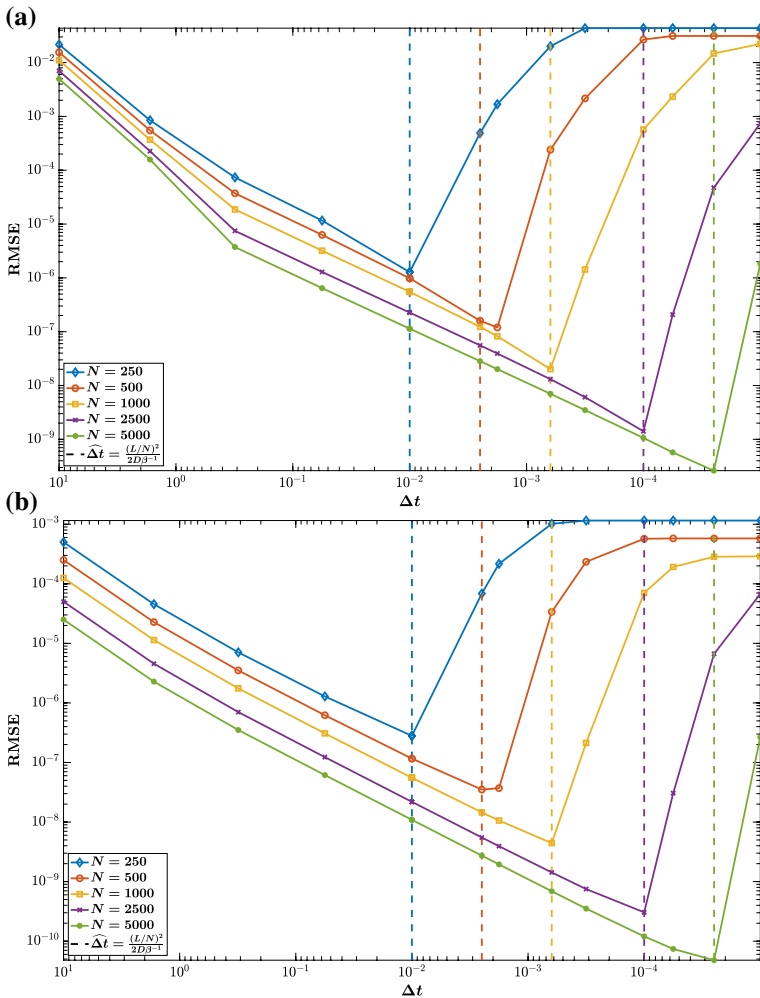 (a)
10^{-2}
10^{-3}
10^{-4}
10^{-5}
10^{-6}
10^{-7}
10^{-8}
10^{-9}
RMSE
N = 250
N = 500
N = 1000
N = 2500
N = 5000
\widehat{Δt} = \frac{(L/N)^2}{2Dβ^{-1}}
10^1 10^0 10^{-1} 10^{-2} 10^{-3} 10^{-4}
Δt
(b)
10^{-3}
10^{-4}
10^{-5}
10^{-6}
10^{-7}
10^{-8}
10^{-9}
10^{-10}
RMSE
N = 250
N = 500
N = 1000
N = 2500
N = 5000
\widehat{Δt} = \frac{(L/N)^2}{2Dβ^{-1}}
10^1 10^0 10^{-1} 10^{-2} 10^{-3} 10^{-4}
Δt